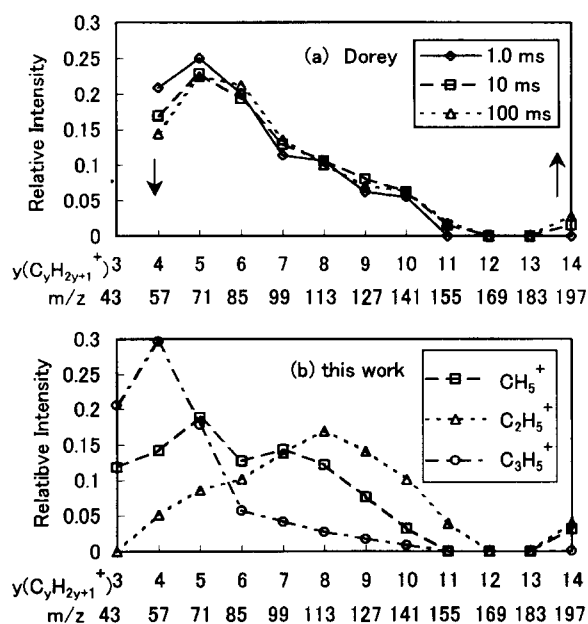 0.3
0.25
0.2
0.15
0.1
0.05
0
Relative Intensity
(a) Dorey
1.0 ms
10 ms
100 ms
y(CyH2y+1+) 3 4 5 6 7 8 9 10 11 12 13 14
m/z 43 57 71 85 99 113 127 141 155 169 183 197
0.3
0.25
0.2
0.15
0.1
0.05
0
Relatibve Intensity
(b) this work
CH5+
C2H5+
C3H5+
y(CyH2y+1+) 3 4 5 6 7 8 9 10 11 12 13 14
m/z 43 57 71 85 99 113 127 141 155 169 183 197